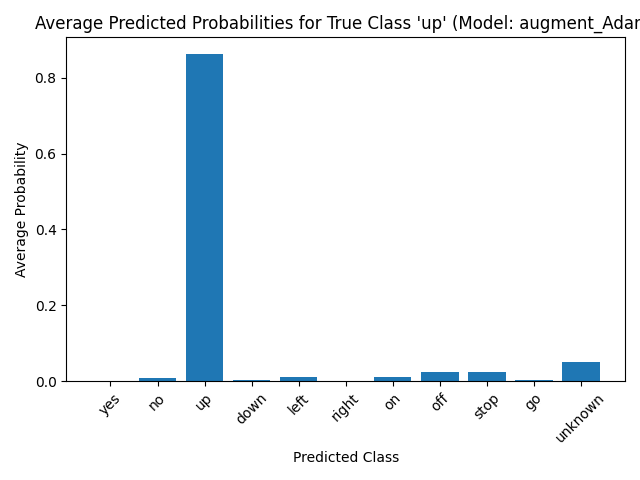 Average Predicted Probabilities for True Class 'up' (Model: augment_Adam
Average Probability
0.8
0.6
0.4
0.2
0.0
yes
no
up
down
left
right
on
off
stop
go
unknown
Predicted Class